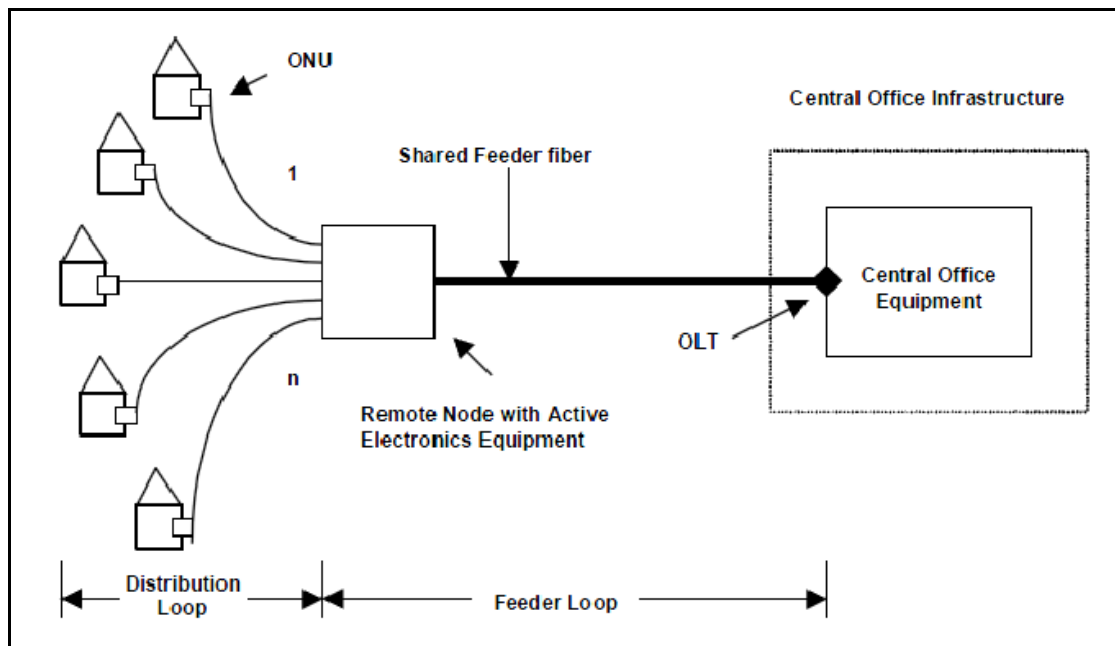 ONU
Central Office Infrastructure
Shared Feeder fiber
1
Central Office
Equipment
OLT
n
Remote Node with Active
Electronics Equipment
Distribution
Loop
Feeder Loop